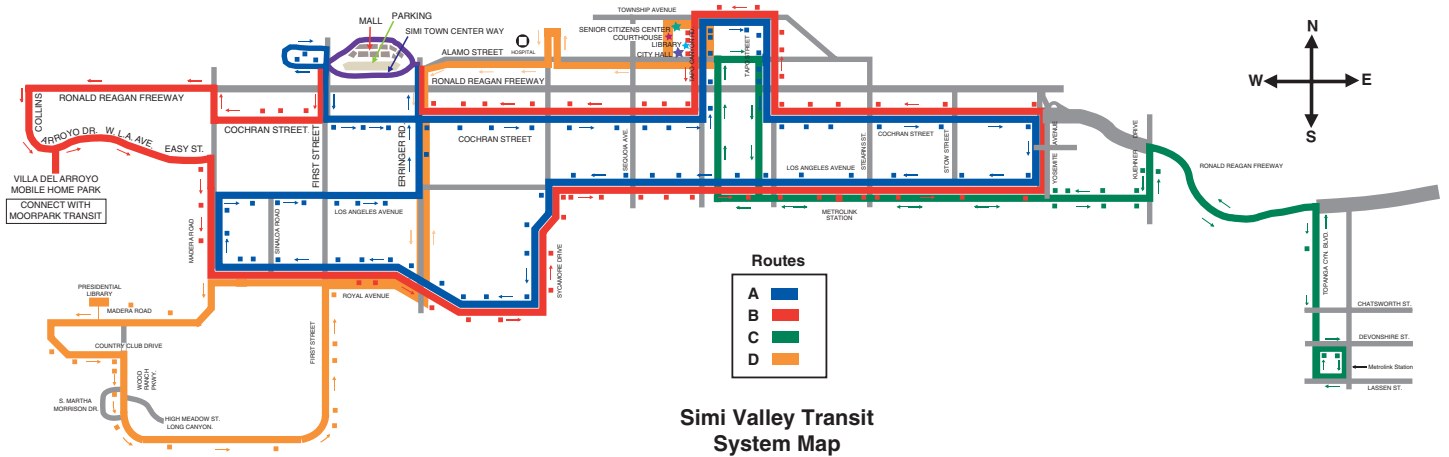 TOWNSHIP AVENUE
PARKING
MALL
SIMI TOWN CENTER WAY
SENIOR CITIZENS CENTER
COURTHOUSE
LIBRARY
CITY HALL
HOSPITAL
ALAMO STREET
TAPO CANYON RD.
TAPO STREET
N
W
E
S
RONALD REAGAN FREEWAY
RONALD REAGAN FREEWAY
COLLINS
COCHRAN STREET
COCHRAN STREET
COCHRAN STREET
ARROYO DR.
W. L.A. AVE
EASY ST.
FIRST STREET
ERRINGER RD.
SEQUOIA AVE.
STEARNS ST.
STOW STREET
YOSEMITE AVENUE
KUEHNER DRIVE
RONALD REAGAN FREEWAY
LOS ANGELES AVENUE
VILLA DEL ARROYO
MOBILE HOME PARK
CONNECT WITH
MOORPARK TRANSIT
MADERA ROAD
SINALOA ROAD
LOS ANGELES AVENUE
METROLINK
STATION
SYCAMORE DRIVE
TOPANGA CYN. BLVD.
ROYAL AVENUE
PRESIDENTIAL
LIBRARY
MADERA ROAD
COUNTRY CLUB DRIVE
WOOD
RANCH
PKWY.
FIRST STREET
S. MARTHA
MORRISON DR.
HIGH MEADOW ST.
LONG CANYON.
Routes
A
B
C
D
CHATSWORTH ST.
DEVONSHIRE ST.
Metrolink Station
LASSEN ST.
Simi Valley Transit
System Map